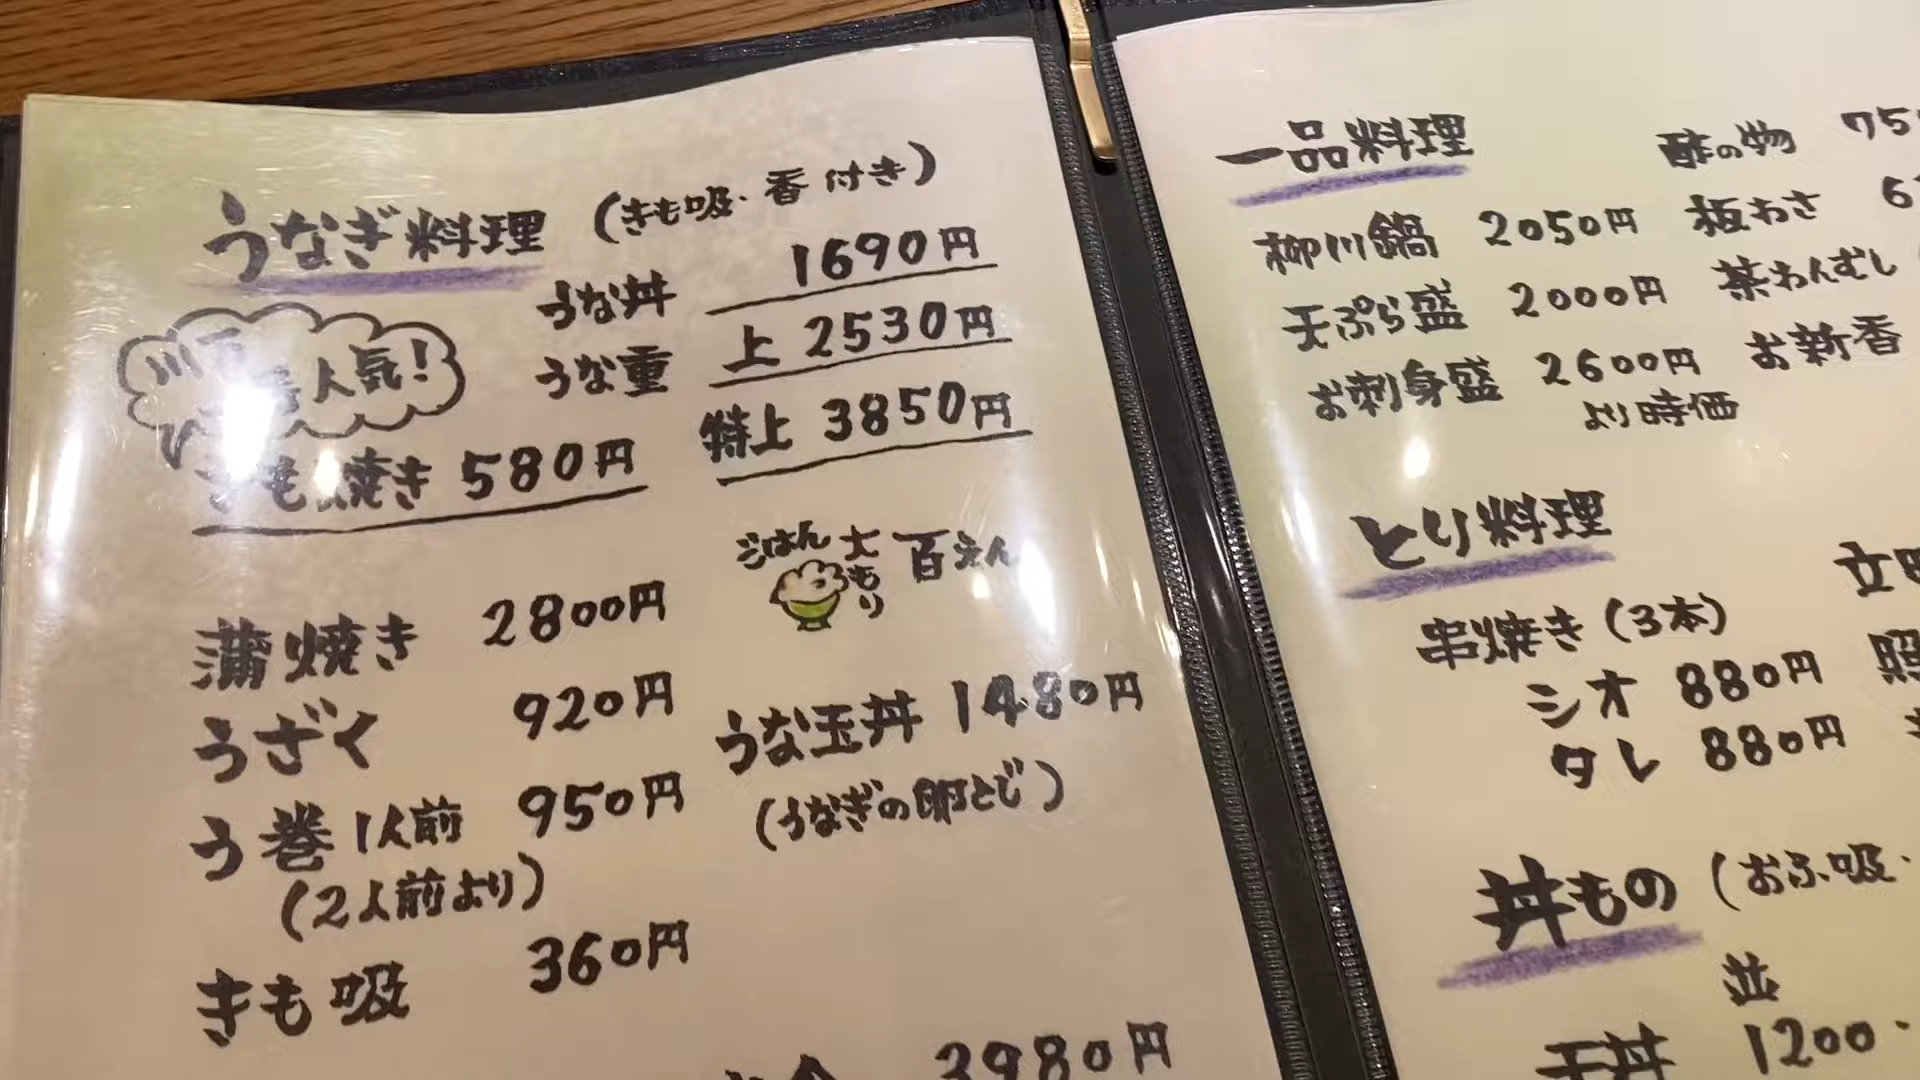 うなぎ料理 (きも吸・香付き)
うな丼 1690円
うな重 上 2530円
特上 3850円
人気!
きも焼き 580円
ごはん大もり 百えん
蒲焼き 2800円
うざく 920円
うな玉丼 1480円
(うなぎの卵とじ)
う巻 1人前 950円
(2人前より)
きも吸 360円
3980円
一品料理
柳川鍋 2050円
天ぷら盛 2000円
お刺身盛 2600円
より時価
酢の物
板わさ
茶わんむし
お新香
とり料理
串焼き (3本)
シオ 880円
タレ 880円
丼もの (おふ吸・
並
天丼 1200